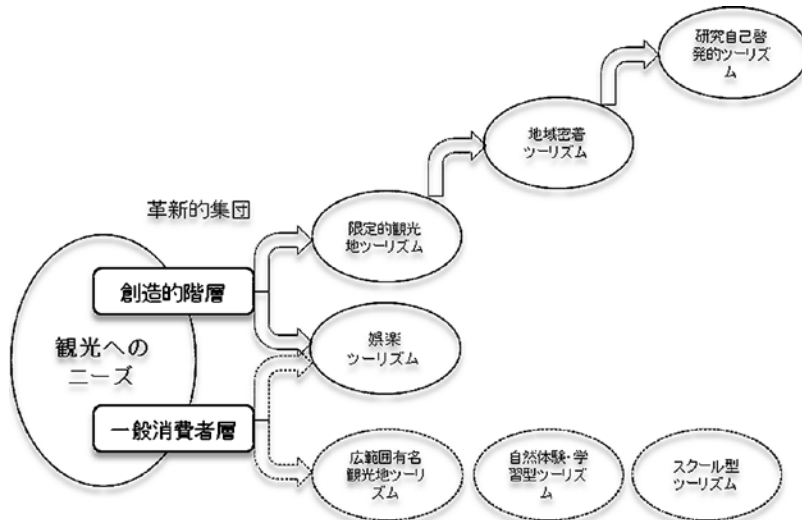 研究自己啓
発的ツーリズ
ム
地域密着
ツーリズム
革新的集団
限定的観光
地ツーリズム
創造的階層
観光への
ニーズ
娯楽
ツーリズム
一般消費者層
広範囲有名
観光地ツーリ
ズム
自然体験・学
習型ツーリズ
ム
スクール型
ツーリズム